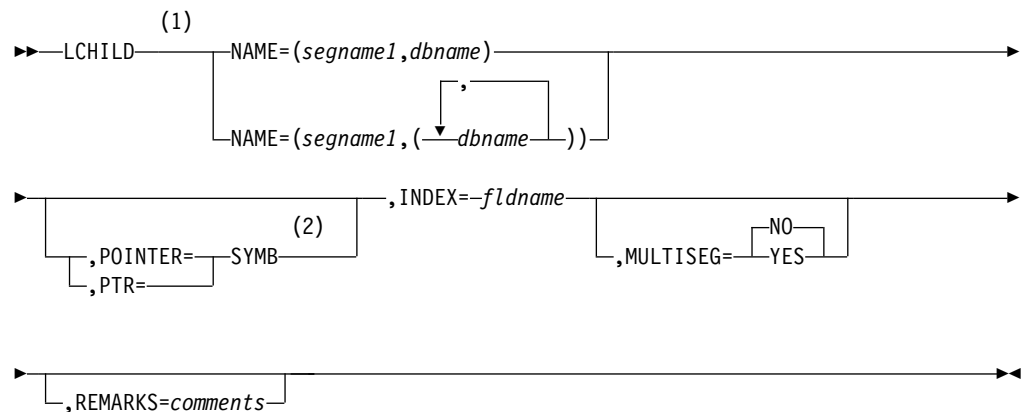 (1)
LCHILD NAME=(segname1,dbname)
,
NAME=(segname1,( dbname ))
,INDEX= fldname
(2)
NO
,POINTER= SYMB ,MULTISEG= YES
,PTR=
,REMARKS=comments